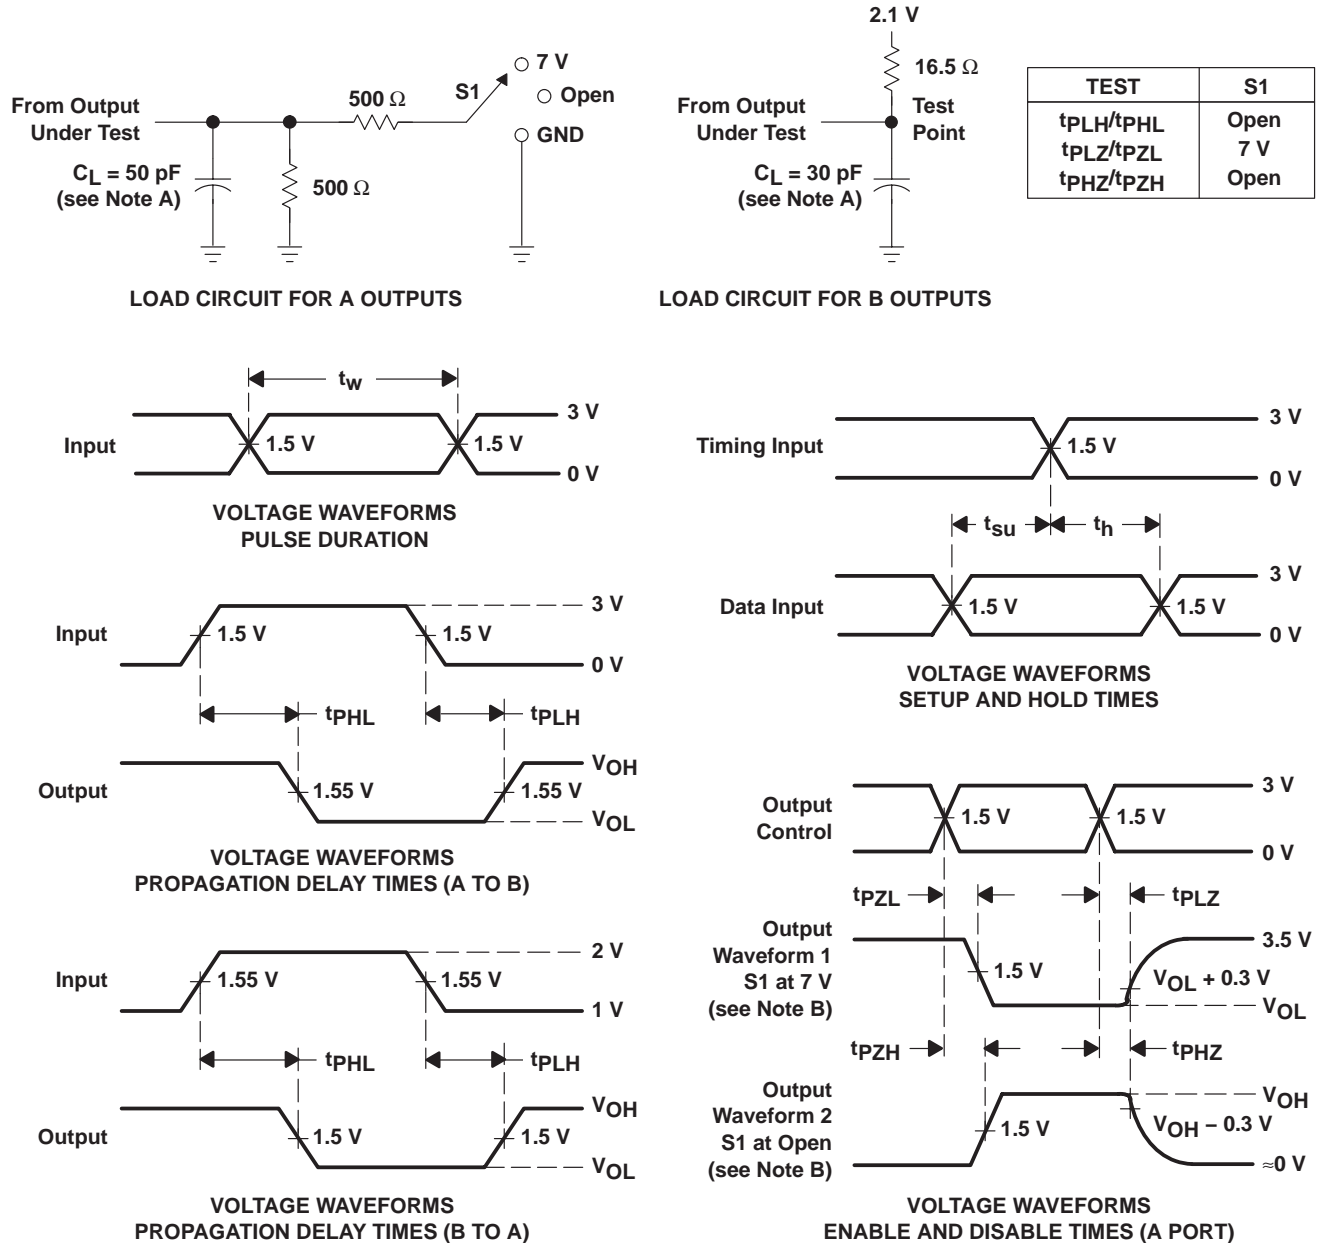 7 V
Open
GND
S1
500 Ω
From Output
Under Test
CL = 50 pF
(see Note A)
500 Ω
LOAD CIRCUIT FOR A OUTPUTS
2.1 V
16.5 Ω
From Output
Under Test
Test
Point
CL = 30 pF
(see Note A)
LOAD CIRCUIT FOR B OUTPUTS
TEST S1
tPLH/tPHL Open
tPLZ/tPZL 7 V
tPHZ/tPZH Open
tw
Input
1.5 V
1.5 V
3 V
0 V
VOLTAGE WAVEFORMS
PULSE DURATION
Timing Input
1.5 V
3 V
0 V
tsu
th
Data Input
1.5 V
1.5 V
3 V
0 V
VOLTAGE WAVEFORMS
SETUP AND HOLD TIMES
Input
1.5 V
1.5 V
3 V
0 V
tPHL
tPLH
Output
1.55 V
1.55 V
VOH
VOL
VOLTAGE WAVEFORMS
PROPAGATION DELAY TIMES (A TO B)
Input
1.55 V
1.55 V
2 V
1 V
tPHL
tPLH
Output
1.5 V
1.5 V
VOH
VOL
VOLTAGE WAVEFORMS
PROPAGATION DELAY TIMES (B TO A)
Output
Control
1.5 V
1.5 V
3 V
0 V
tPZL
tPLZ
Output
Waveform 1
S1 at 7 V
(see Note B)
1.5 V
3.5 V
VOL + 0.3 V
VOL
tPZH
tPHZ
Output
Waveform 2
S1 at Open
(see Note B)
1.5 V
VOH
VOH − 0.3 V
≈0 V
VOLTAGE WAVEFORMS
ENABLE AND DISABLE TIMES (A PORT)